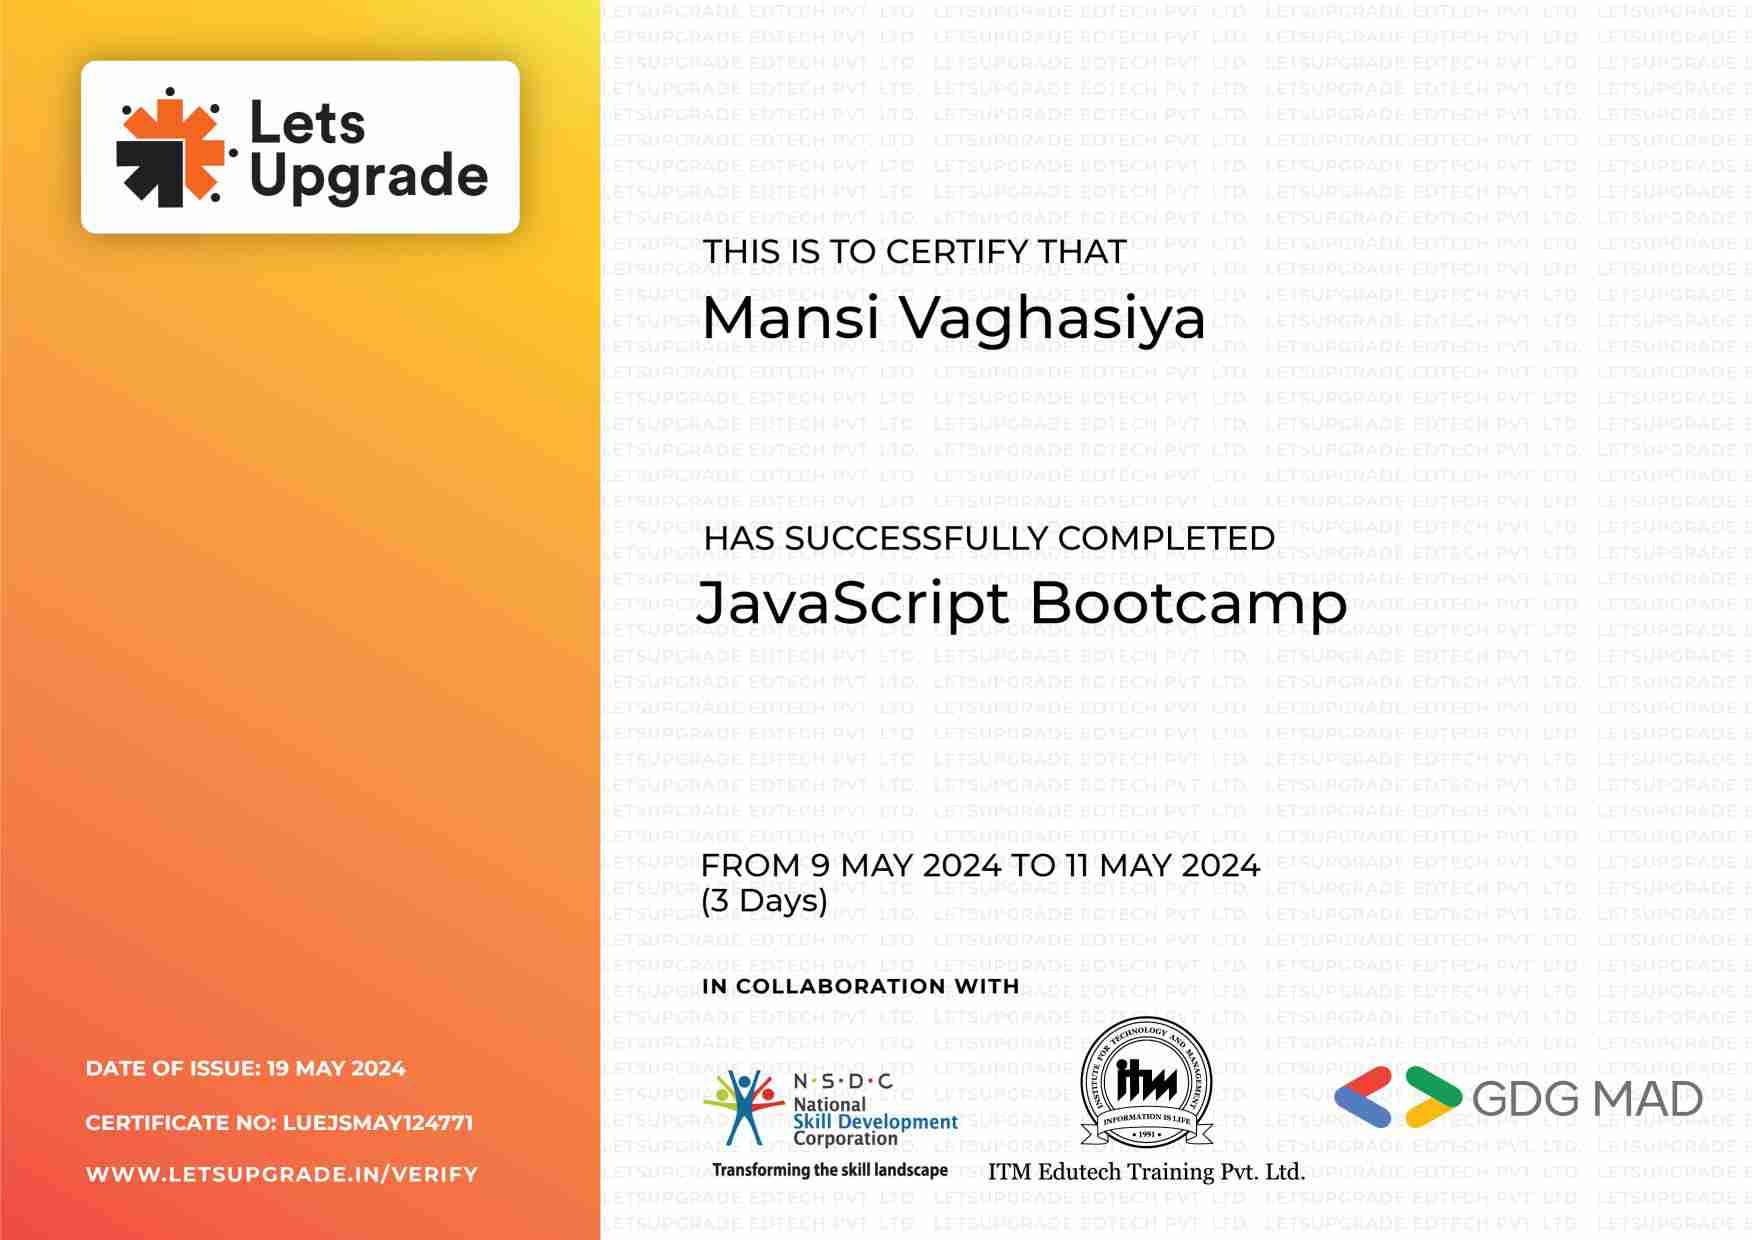 Lets
Upgrade
THIS IS TO CERTIFY THAT
Mansi Vaghasiya
HAS SUCCESSFULLY COMPLETED
JavaScript Bootcamp
FROM 9 MAY 2024 TO 11 MAY 2024
(3 Days)
IN COLLABORATION WITH
N·S·D·C
National
Skill Development
Corporation
Transforming the skill landscape
INSTITUTE FOR TECHNOLOGY AND MANAGEMENT
itm
INFORMATION IS LIFE
• 1991 •
ITM Edutech Training Pvt. Ltd.
GDG MAD
DATE OF ISSUE: 19 MAY 2024
CERTIFICATE NO: LUEJSMAY124771
WWW.LETSUPGRADE.IN/VERIFY
LETSUPGRADE EDTECH PVT. LTD.